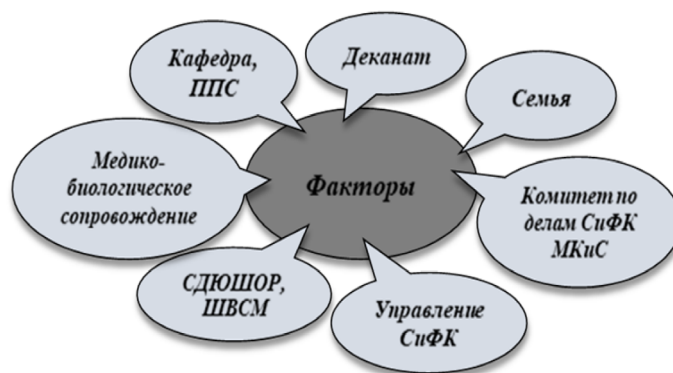 Кафедра,
ППС
Деканат
Семья
Медико-
биологическое
сопровождение
Факторы
Комитет по
делам СиФК
МКиС
СДЮШОР,
ШВСМ
Управление
СиФК